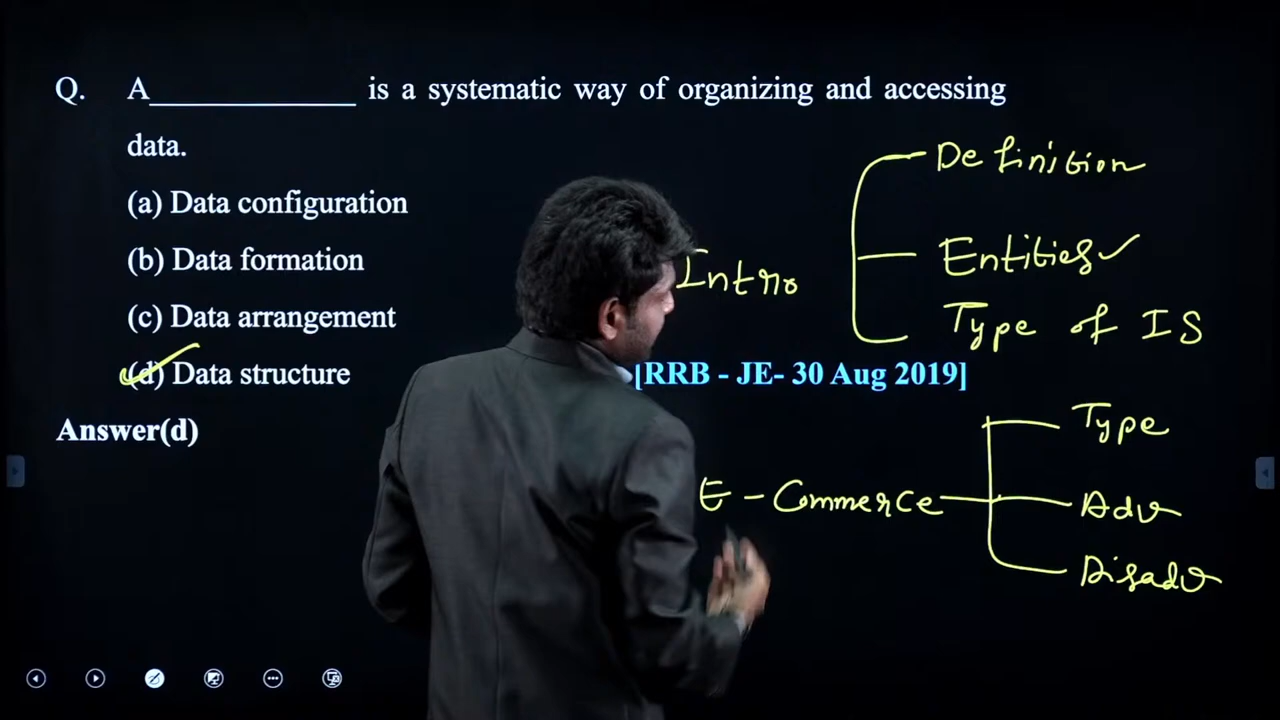 Q. A____________ is a systematic way of organizing and accessing
data.
(a) Data configuration
(b) Data formation
(c) Data arrangement
(d) Data structure
[RRB - JE- 30 Aug 2019]
Answer(d)
Intro
Definition
Entities
Type of IS
E-Commerce
Type
Adv
Disadv